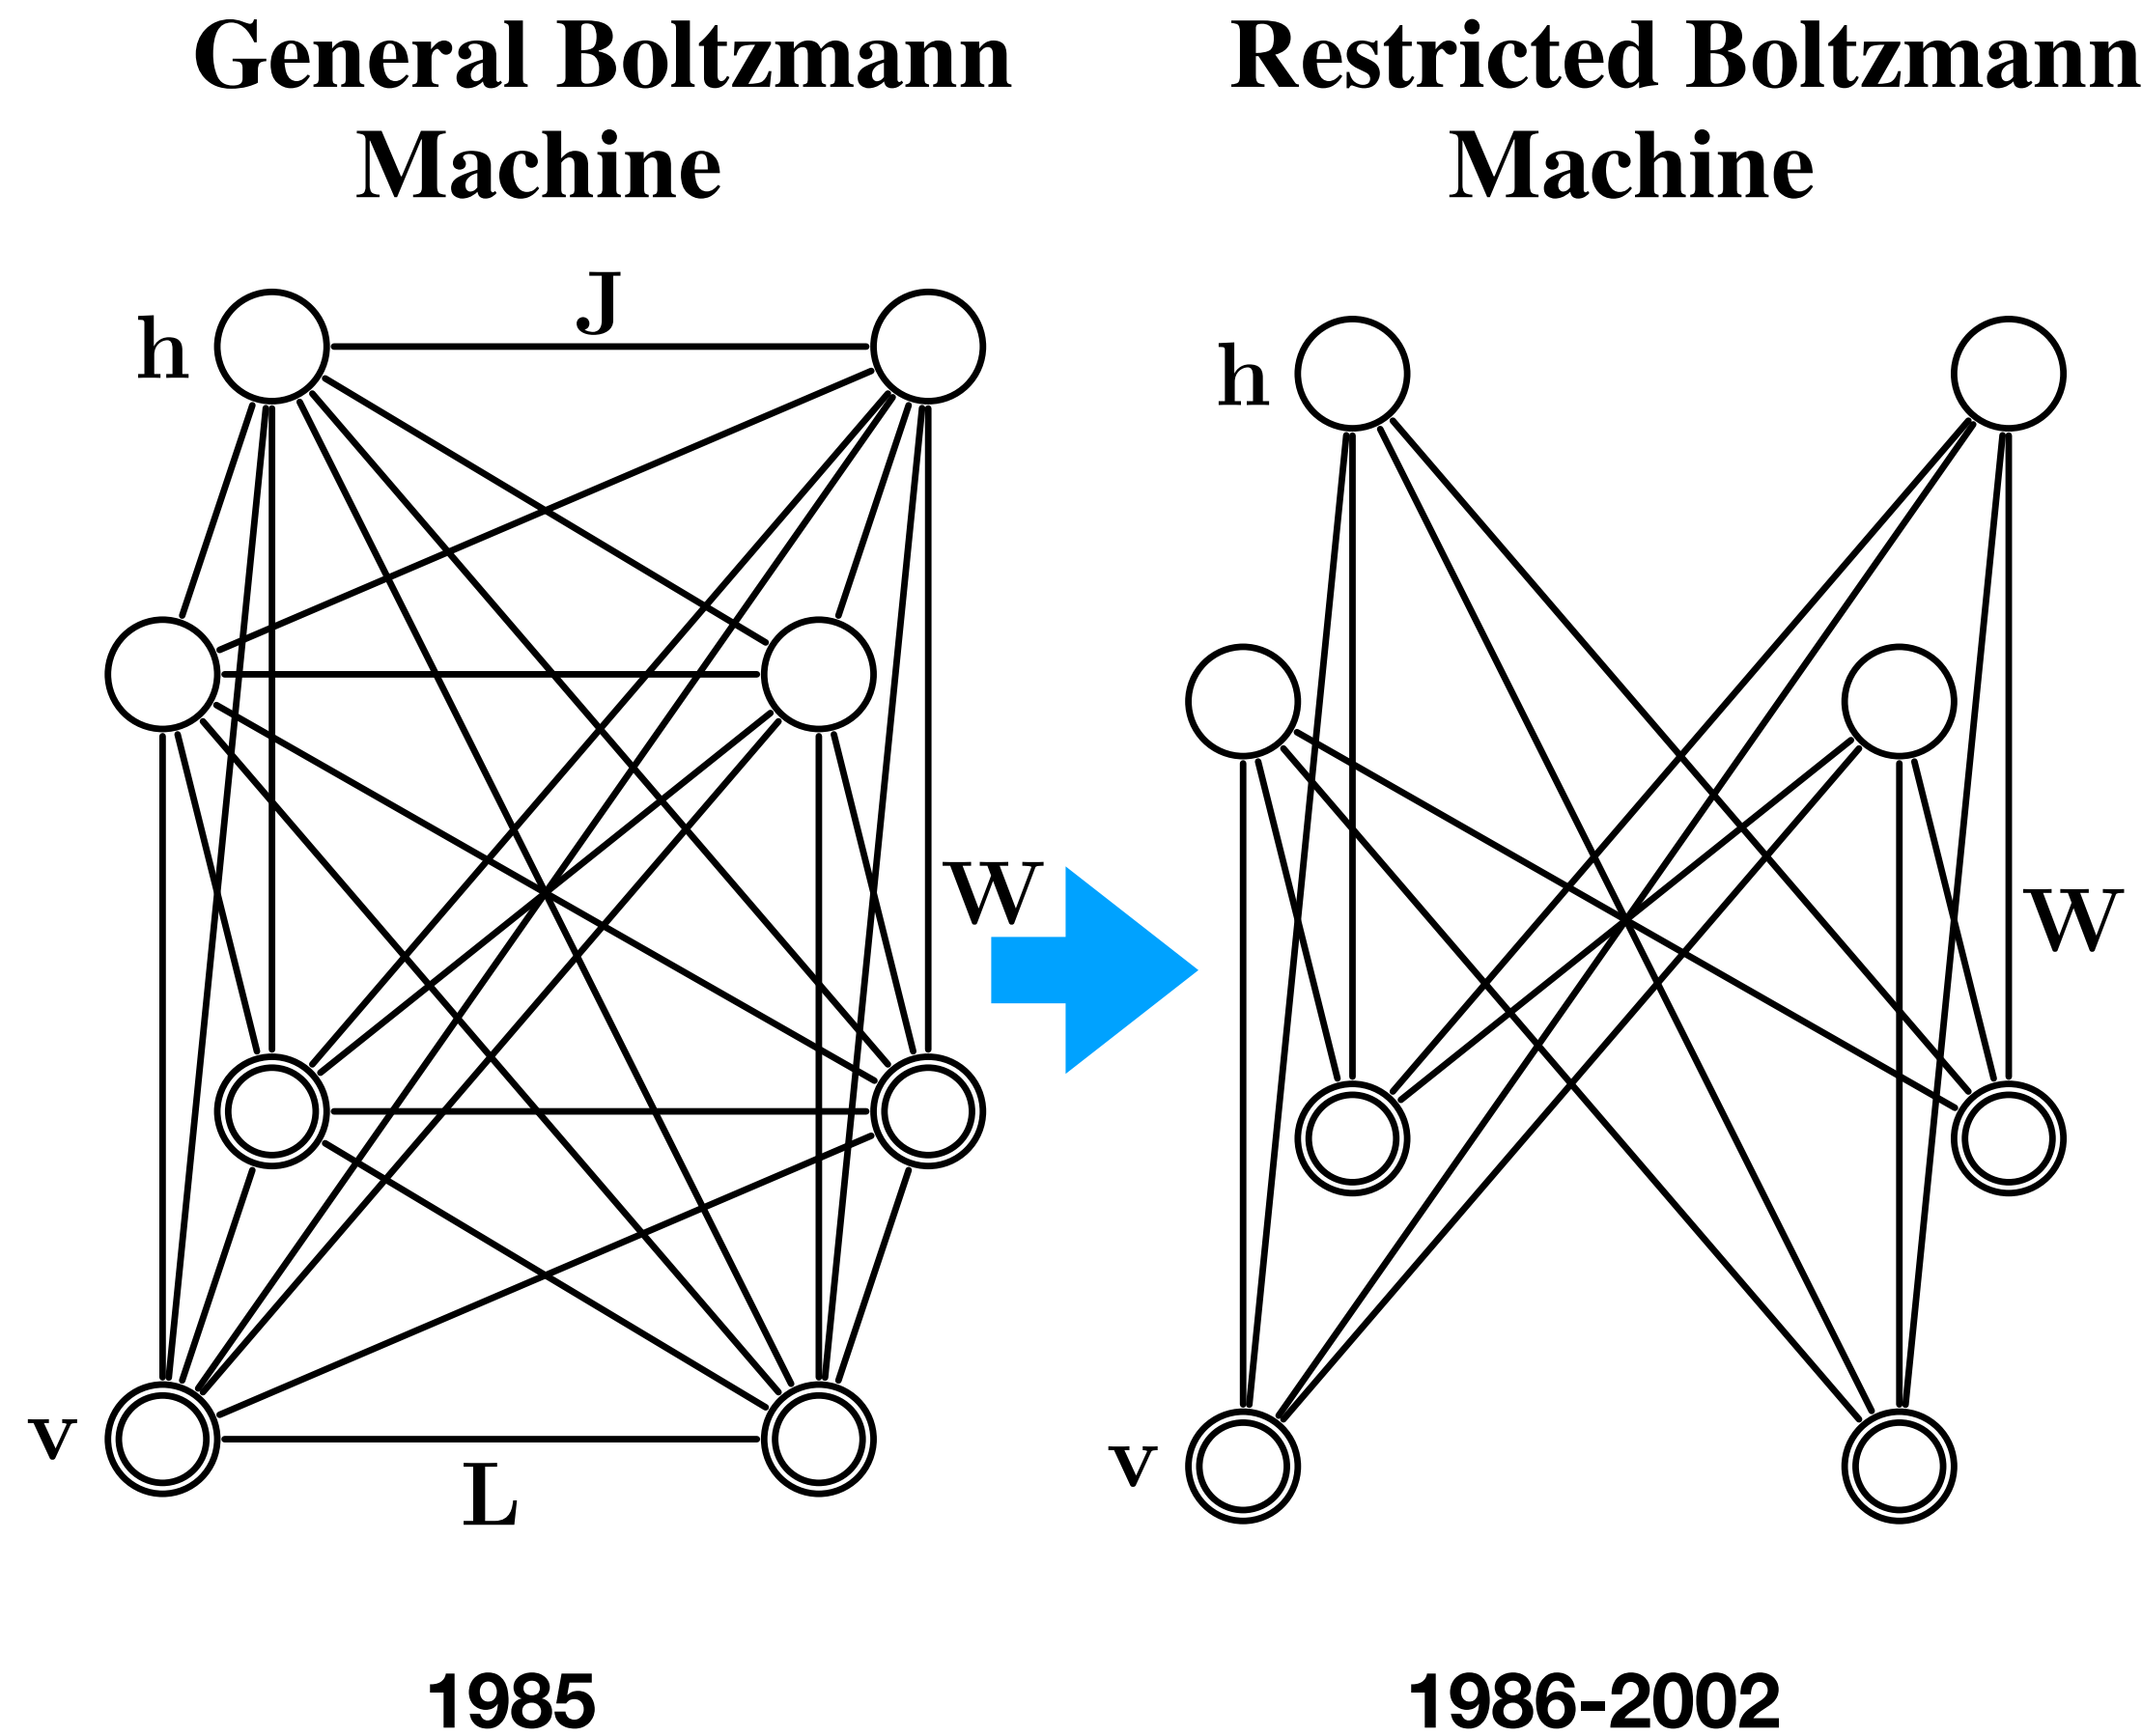 General Boltzmann
Machine
J
h
W
v
L
1985
Restricted Boltzmann
Machine
h
W
v
1986-2002